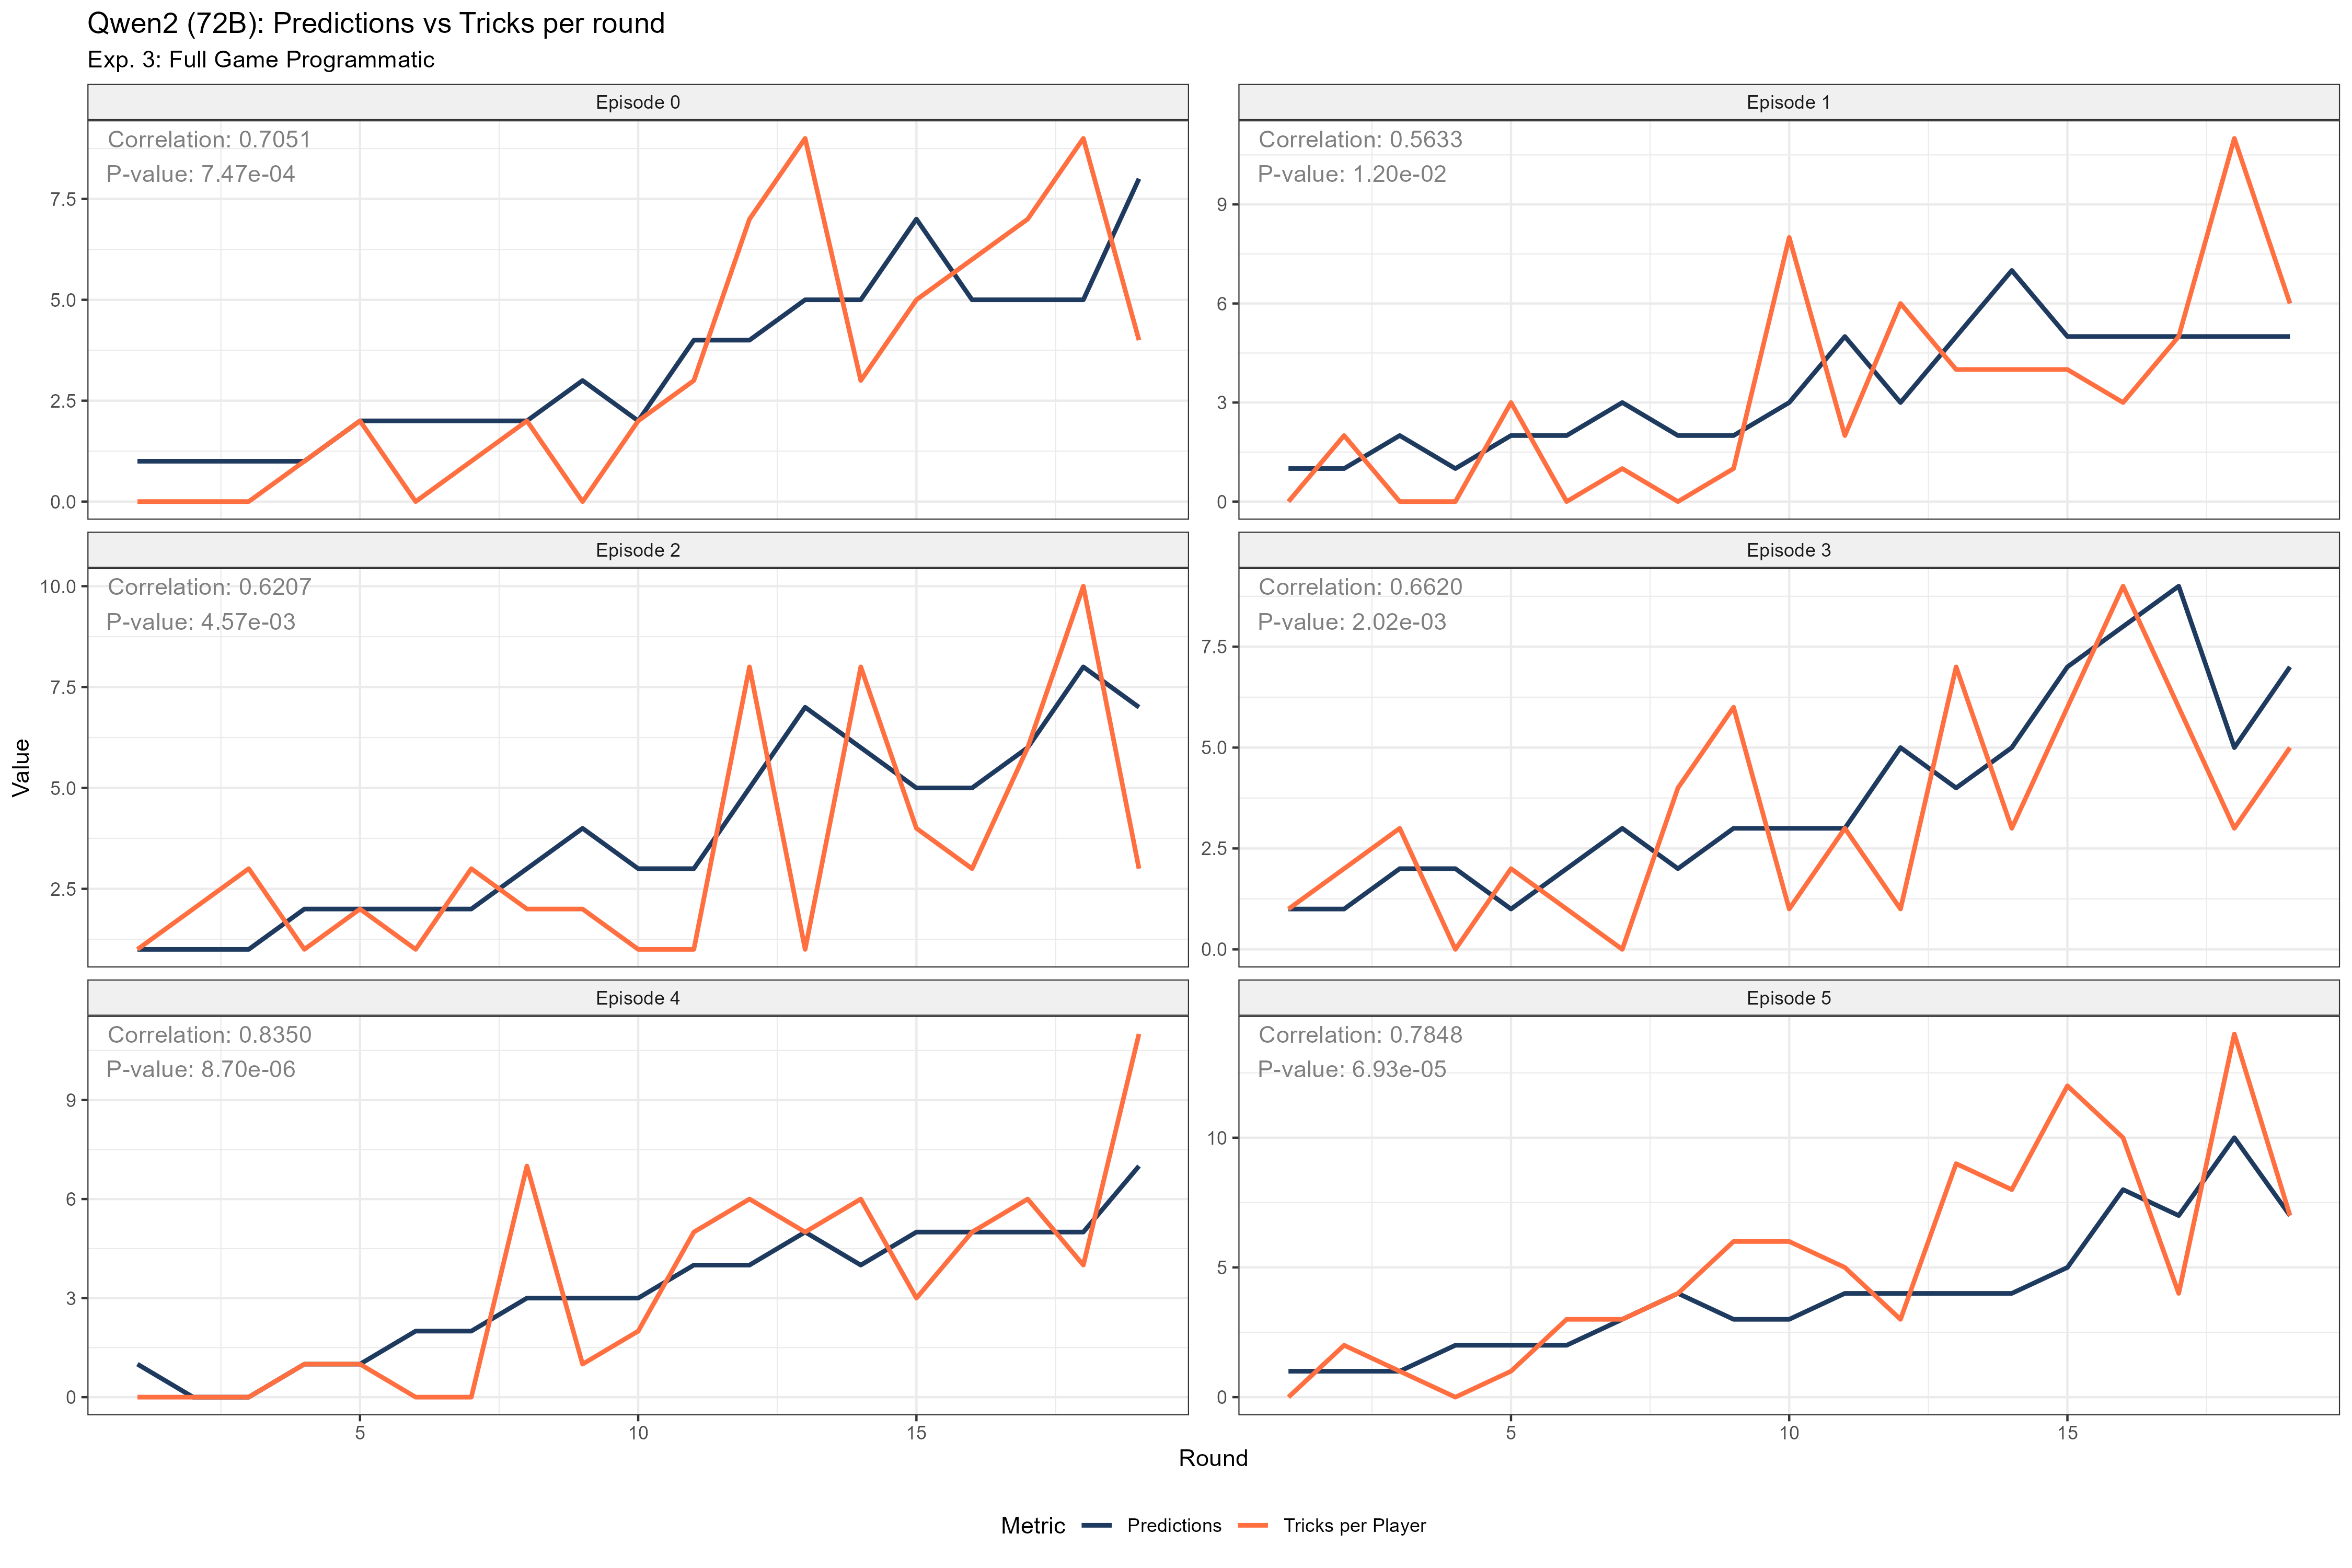 Qwen2 (72B): Predictions vs Tricks per round
Exp. 3: Full Game Programmatic
Episode 0
Correlation: 0.7051
P-value: 7.47e-04
7.5
5.0
2.5
0.0
Episode 1
Correlation: 0.5633
P-value: 1.20e-02
9
6
3
0
Episode 2
Correlation: 0.6207
P-value: 4.57e-03
10.0
7.5
5.0
2.5
Episode 3
Correlation: 0.6620
P-value: 2.02e-03
7.5
5.0
2.5
0.0
Value
Episode 4
Correlation: 0.8350
P-value: 8.70e-06
9
6
3
0
5 10 15
Episode 5
Correlation: 0.7848
P-value: 6.93e-05
10
5
0
5 10 15
Round
Metric Predictions Tricks per Player